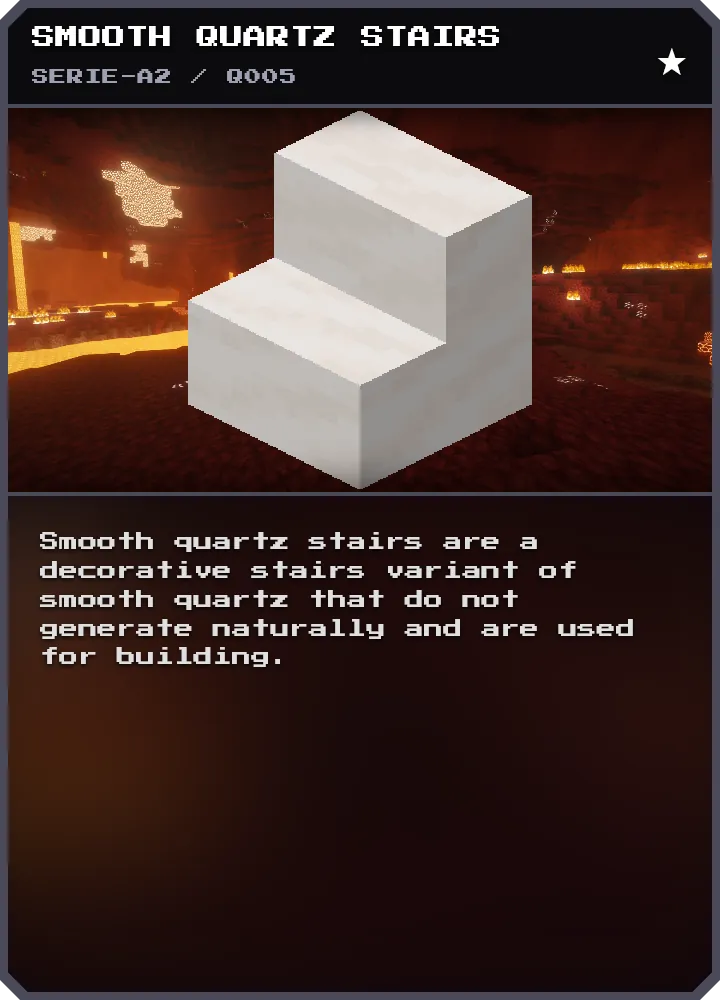 SMOOTH QUARTZ STAIRS
SERIE-A2 / Q005
Smooth quartz stairs are a
decorative stairs variant of
smooth quartz that do not
generate naturally and are used
for building.